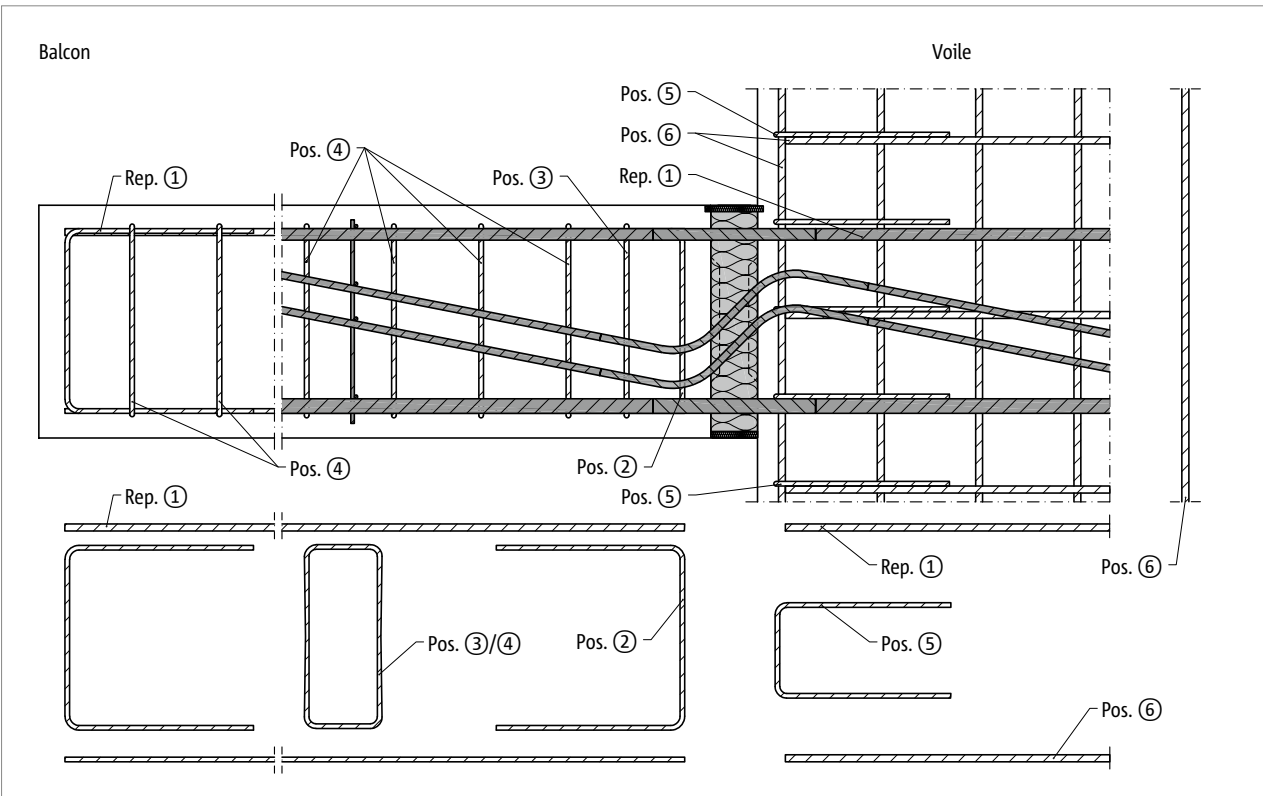 Balcon
Voile
Pos. ⑤
Pos. ⑥
Pos. ④
Rep. ①
Pos. ③
Rep. ①
Pos. ④
Pos. ②
Pos. ⑤
Rep. ①
Rep. ①
Pos. ⑥
Pos. ③/④
Pos. ②
Pos. ⑤
Pos. ⑥